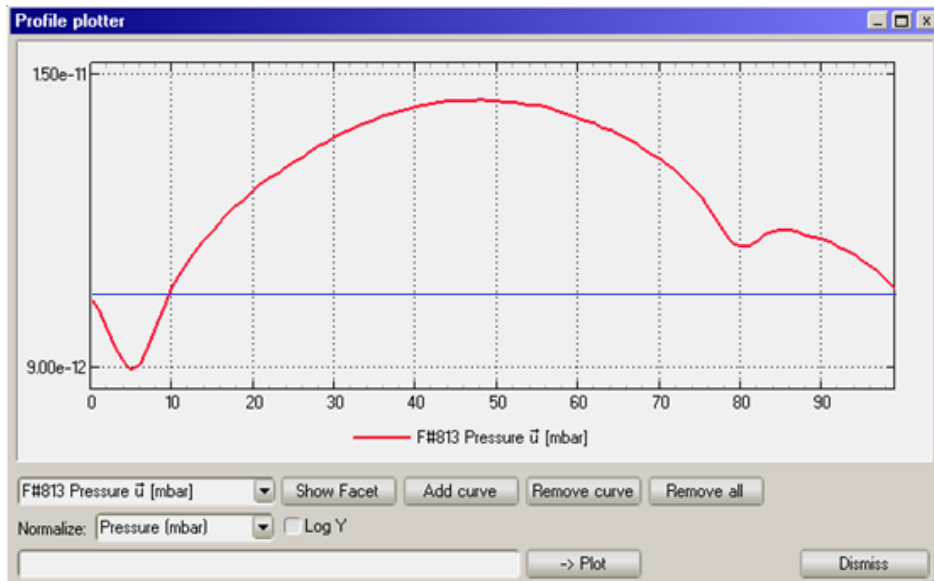 Profile plotter
1.50e-11
9.00e-12
0 10 20 30 40 50 60 70 80 90
F#813 Pressure u⃗ [mbar]
F#813 Pressure u⃗ [mbar] Show Facet Add curve Remove curve Remove all
Normalize: Pressure (mbar) Log Y
-> Plot Dismiss